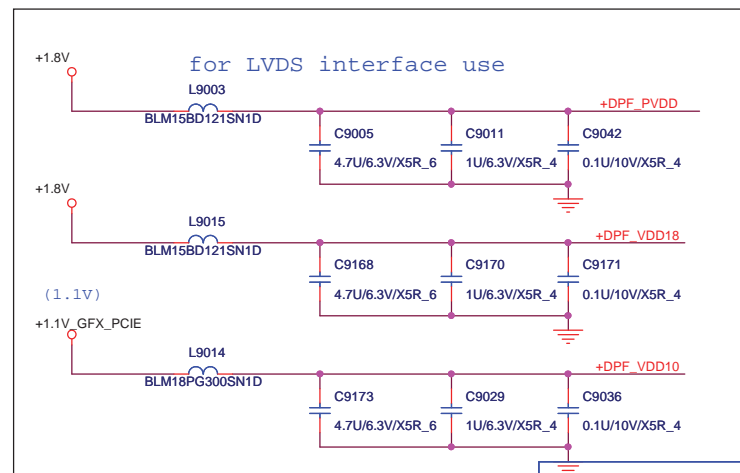 for LVDS interface use
+1.8V
L9003
BLM15BD121SN1D
+DPF_PVDD
C9005
C9011
C9042
4.7U/6.3V/X5R_6
1U/6.3V/X5R_4
0.1U/10V/X5R_4
+1.8V
L9015
BLM15BD121SN1D
+DPF_VDD18
C9168
C9170
C9171
4.7U/6.3V/X5R_6
1U/6.3V/X5R_4
0.1U/10V/X5R_4
(1.1V)
+1.1V_GFX_PCIE
L9014
BLM18PG300SN1D
+DPF_VDD10
C9173
C9029
C9036
4.7U/6.3V/X5R_6
1U/6.3V/X5R_4
0.1U/10V/X5R_4